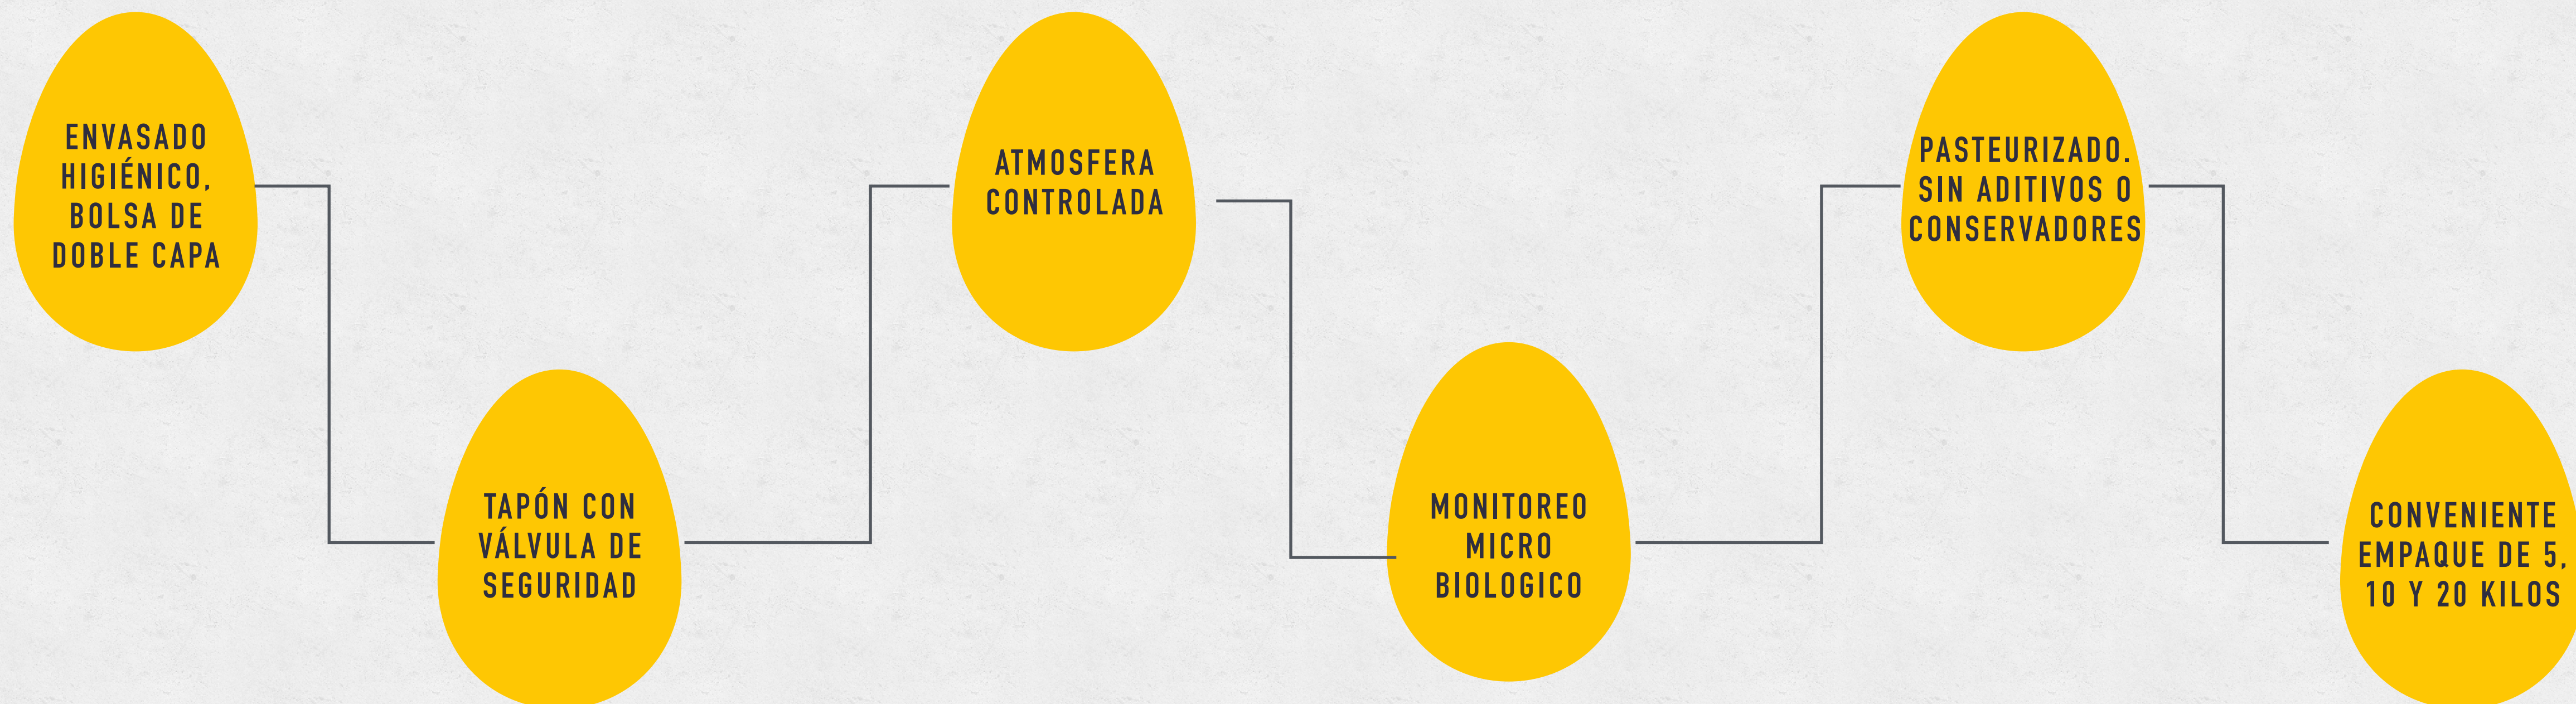 ENVASADO
HIGIÉNICO,
BOLSA DE
DOBLE CAPA
TAPÓN CON
VÁLVULA DE
SEGURIDAD
ATMOSFERA
CONTROLADA
MONITOREO
MICRO
BIOLOGICO
PASTEURIZADO.
SIN ADITIVOS O
CONSERVADORES
CONVENIENTE
EMPAQUE DE 5,
10 Y 20 KILOS